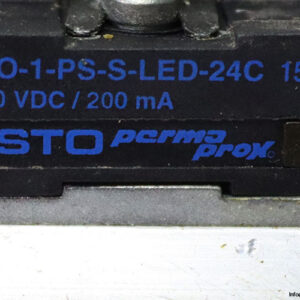 O-1-PS-S-LED-24C 15
0 VDC / 200 mA
STO perma prox